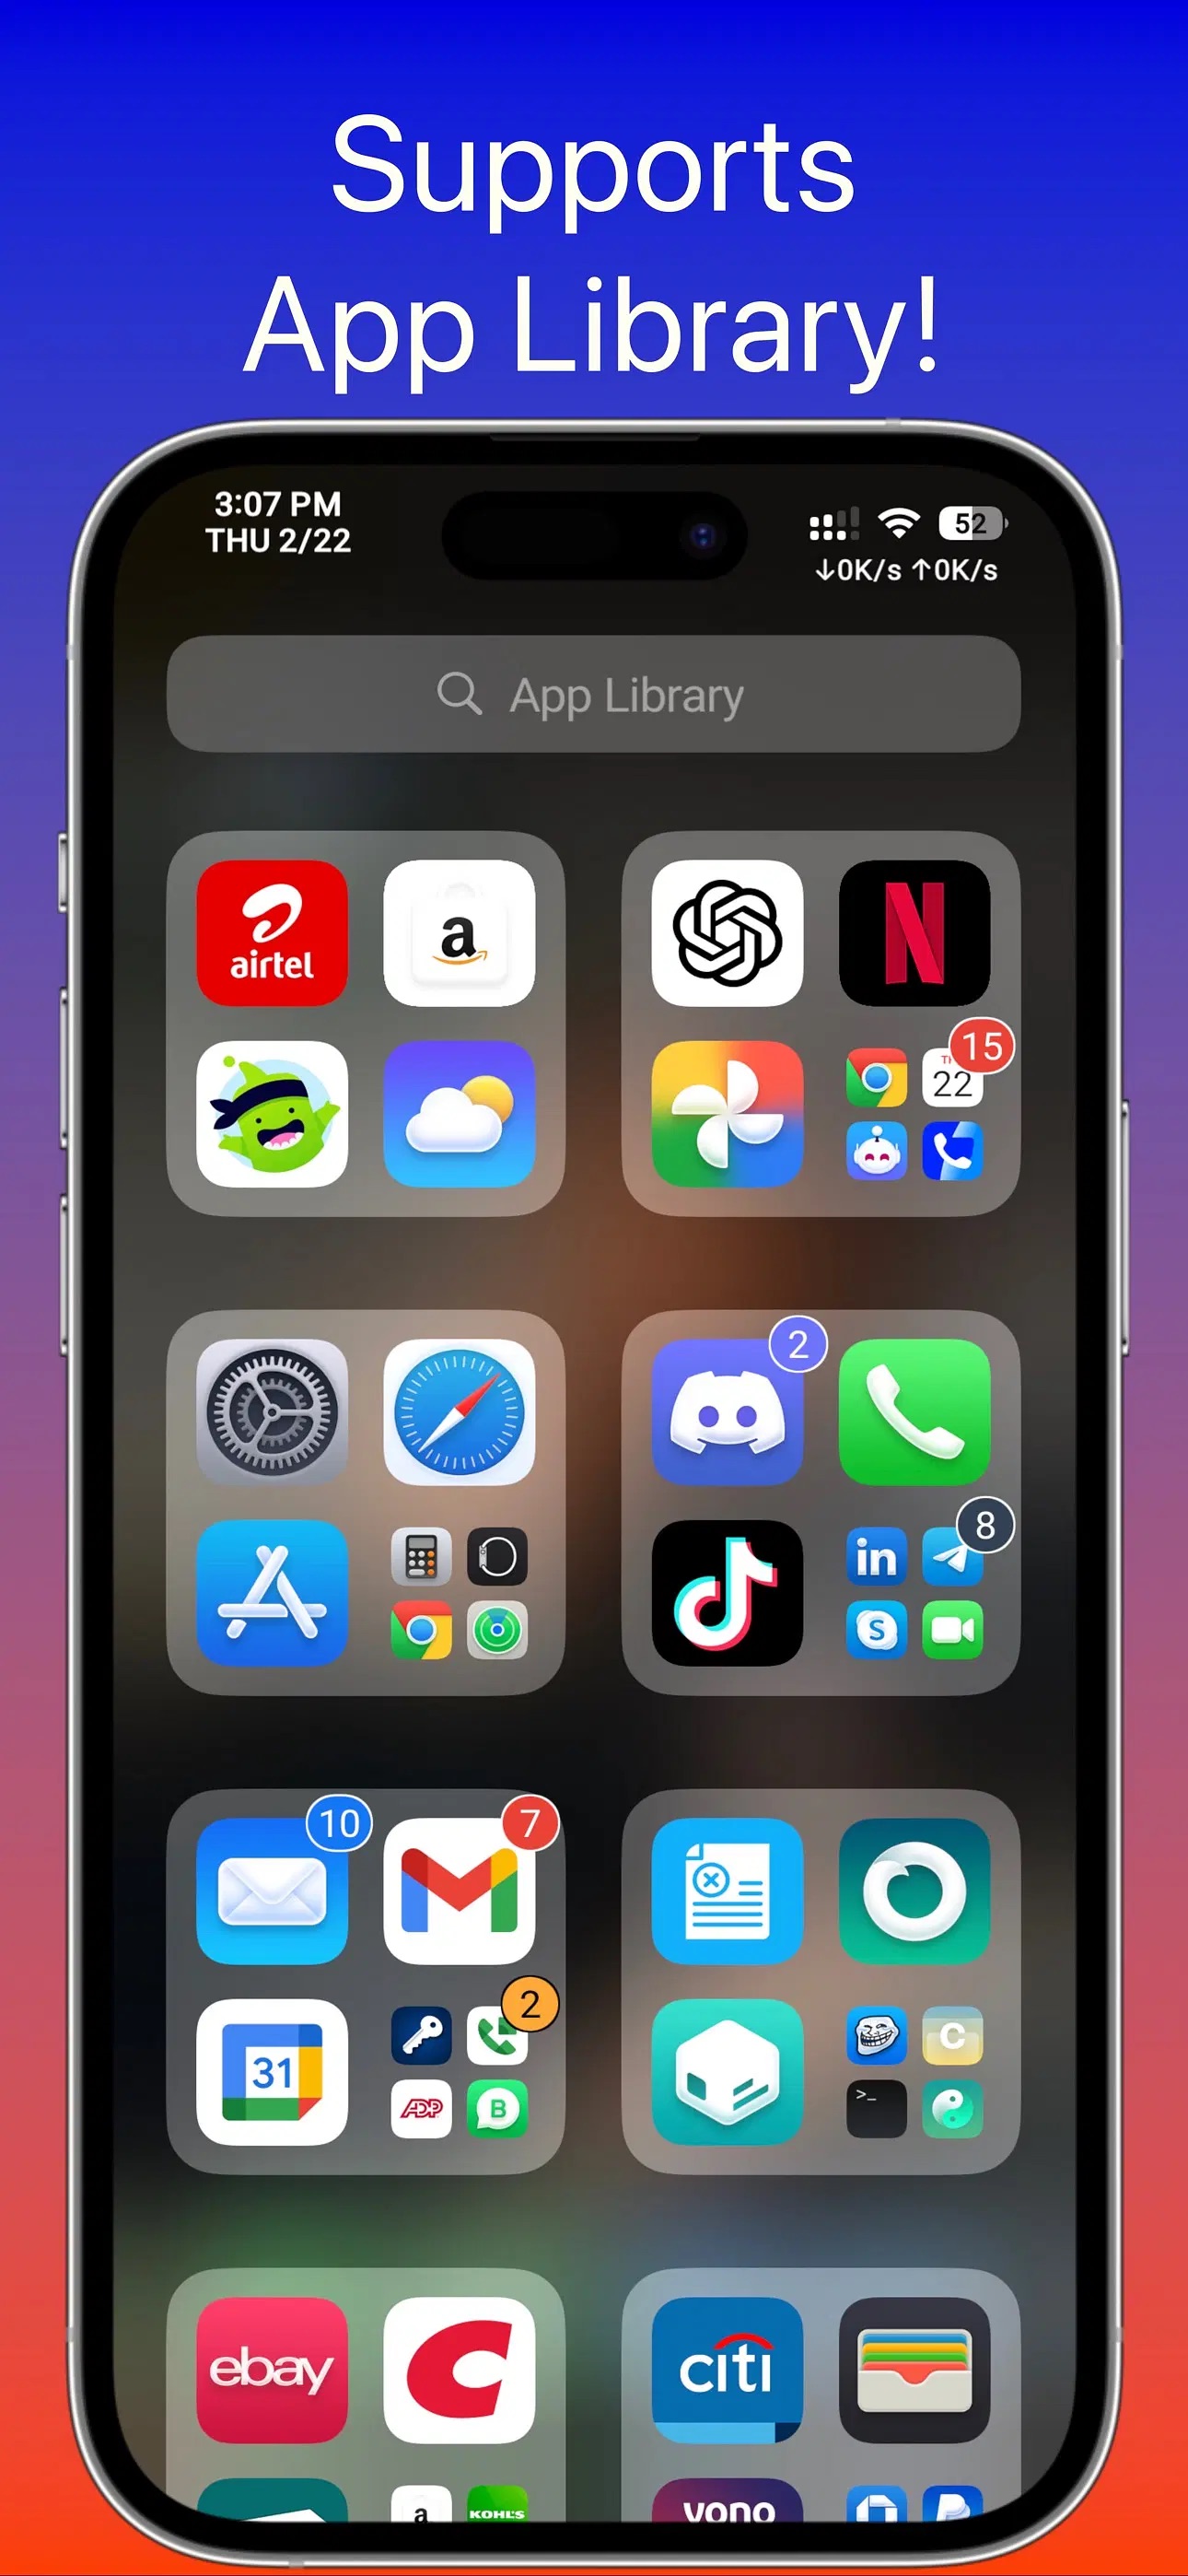 Supports
App Library!
3:07 PM
THU 2/22
52
↓0K/s ↑0K/s
App Library
airtel
a
N
15
22
2
8
in
S
10
7
31
2
ADP
B
C
>_
ebay
C
citi
a
KOHL'S
yono
P